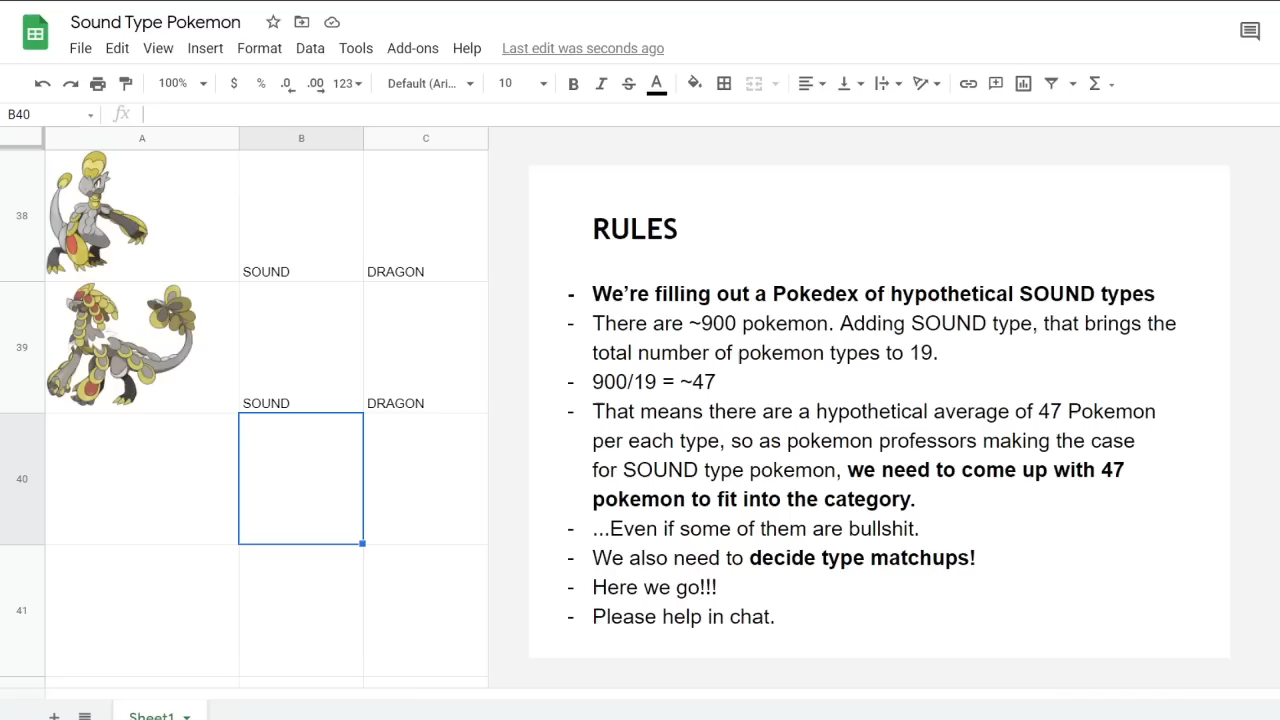 Sound Type Pokemon
File Edit View Insert Format Data Tools Add-ons Help Last edit was seconds ago
100% $ % .0 .00 123 Default (Ari... 10 B I S A Σ
B40 fx
A B C
38 SOUND DRAGON
39 SOUND DRAGON
40
41
RULES
- We're filling out a Pokedex of hypothetical SOUND types
- There are ~900 pokemon. Adding SOUND type, that brings the
total number of pokemon types to 19.
- 900/19 = ~47
- That means there are a hypothetical average of 47 Pokemon
per each type, so as pokemon professors making the case
for SOUND type pokemon, we need to come up with 47
pokemon to fit into the category.
- ...Even if some of them are bullshit.
- We also need to decide type matchups!
- Here we go!!!
- Please help in chat.
+ Sheet1